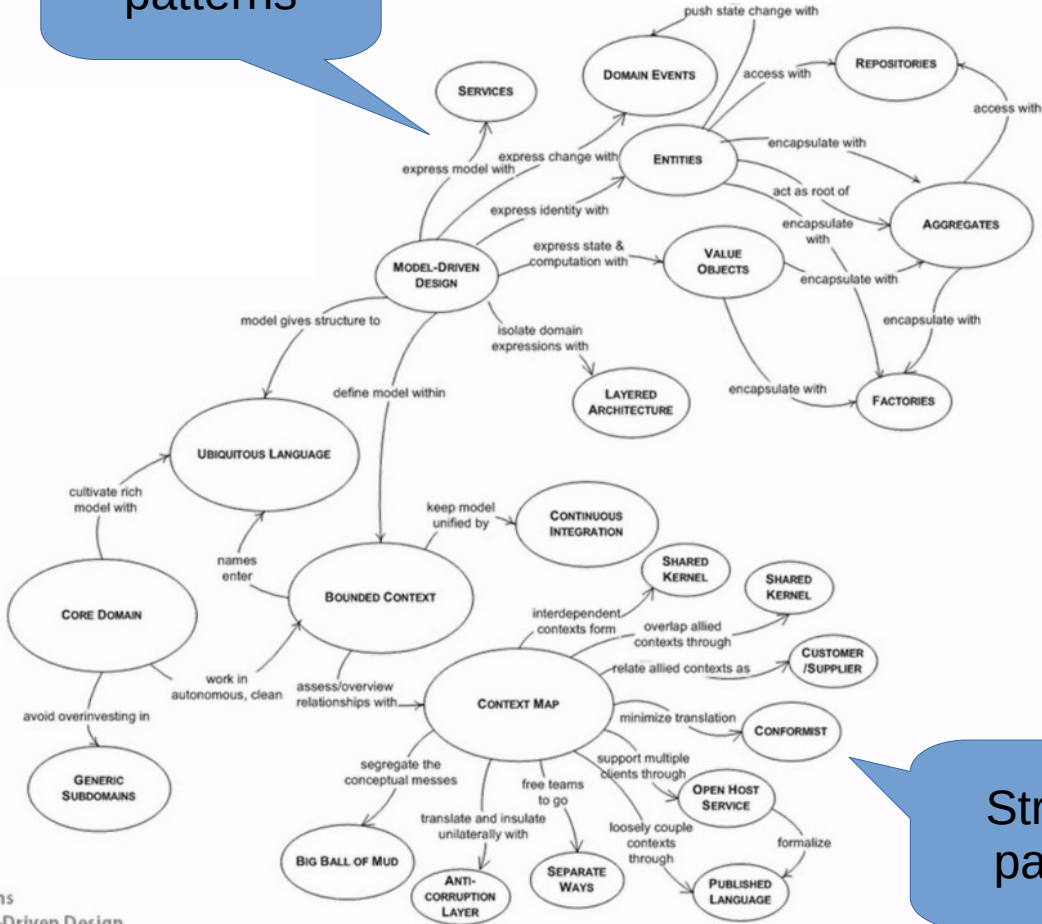 patterns
push state change with
DOMAIN EVENTS
REPOSITORIES
access with
SERVICES
access with
express change with
express model with
ENTITIES
encapsulate with
act as root of
express identity with
encapsulate
with
AGGREGATES
express state &
computation with
VALUE
OBJECTS
MODEL-DRIVEN
DESIGN
encapsulate with
model gives structure to
isolate domain
expressions with
encapsulate with
define model within
LAYERED
ARCHITECTURE
encapsulate with
FACTORIES
UBIQUITOUS LANGUAGE
cultivate rich
model with
keep model
unified by
CONTINUOUS
INTEGRATION
names
enter
SHARED
KERNEL
SHARED
KERNEL
CORE DOMAIN
BOUNDED CONTEXT
interdependent
contexts form
overlap allied
contexts through
CUSTOMER
/SUPPLIER
relate allied contexts as
work in
autonomous, clean
assess/overview
relationships with
CONTEXT MAP
avoid overinvesting in
minimize translation
CONFORMIST
GENERIC
SUBDOMAINS
segregate the
conceptual messes
free teams
to go
support multiple
clients through
OPEN HOST
SERVICE
translate and insulate
unilaterally with
loosely couple
contexts
through
formalize
BIG BALL OF MUD
ANTI-
CORRUPTION
LAYER
SEPARATE
WAYS
PUBLISHED
LANGUAGE
Str
pa
ns
-Driven Design